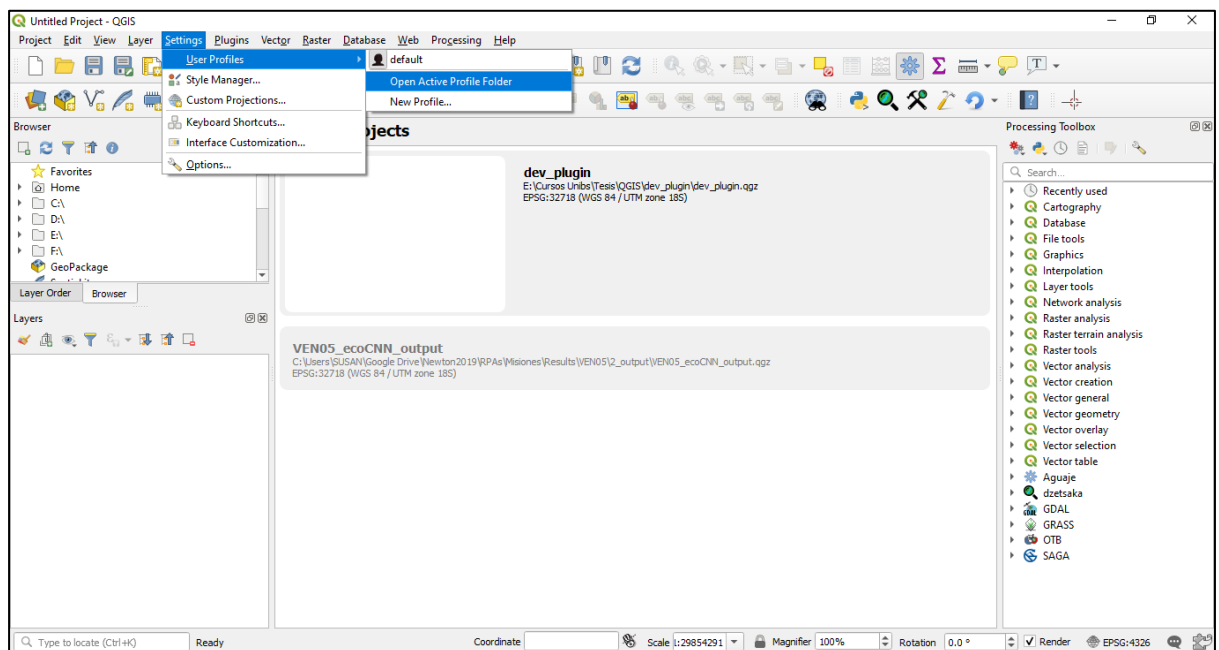 Untitled Project - QGIS
Project Edit View Layer Settings Plugins Vector Raster Database Web Processing Help
User Profiles
Style Manager...
Custom Projections...
Keyboard Shortcuts...
Interface Customization...
Options...
default
Open Active Profile Folder
New Profile...
Browser
Favorites
Home
C:\
D:\
E:\
F:\
GeoPackage
Layer Order Browser
Layers
jects
dev_plugin
E:\Cursos Unibs\Tesis\QGIS\dev_plugin\dev_plugin.qgz
EPSG:32718 (WGS 84 / UTM zone 18S)
VEN05_ecoCNN_output
C:\Users\SUSAN\Google Drive\Newton2019\RPAs\Misiones\Results\VEN05\2_output\VEN05_ecoCNN_output.qgz
EPSG:32718 (WGS 84 / UTM zone 18S)
Processing Toolbox
Search...
Recently used
Cartography
Database
File tools
Graphics
Interpolation
Layer tools
Network analysis
Raster analysis
Raster terrain analysis
Raster tools
Vector analysis
Vector creation
Vector general
Vector geometry
Vector overlay
Vector selection
Vector table
Aguaje
dzetsaka
GDAL
GRASS
OTB
SAGA
Type to locate (Ctrl+K) Ready Coordinate Scale 1:29854291 Magnifier 100% Rotation 0.0 ° Render EPSG:4326